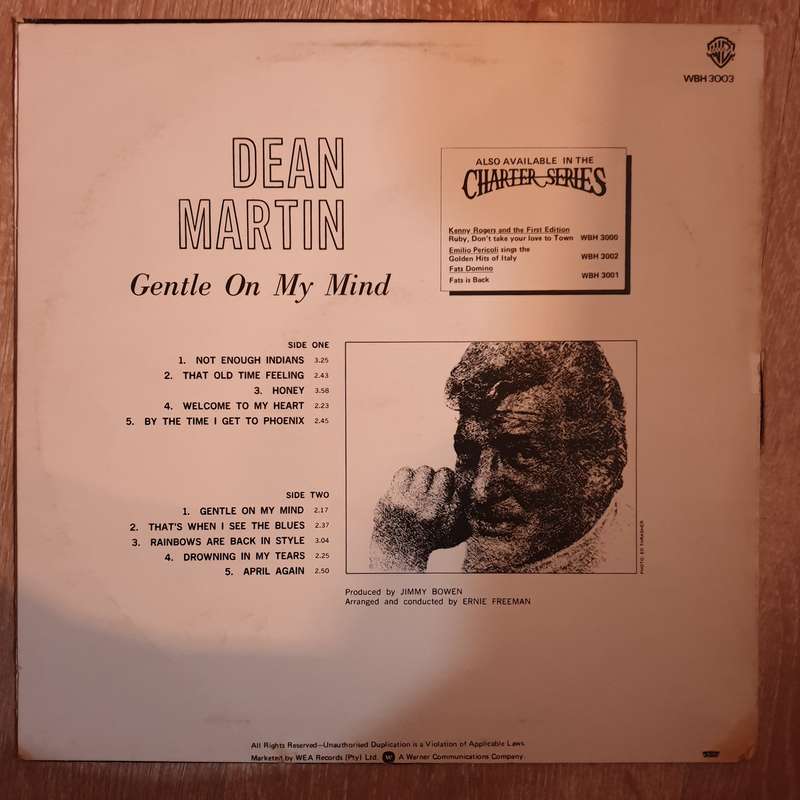 WBH 3003
DEAN
MARTIN
Gentle On My Mind
ALSO AVAILABLE IN THE
CHARTER SERIES
Kenny Rogers and the First Edition
Ruby, Don't take your love to Town WBH 3000
Emilio Pericoli sings the
Golden Hits of Italy WBH 3002
Fats Domino
Fats is Back WBH 3001
SIDE ONE
1. NOT ENOUGH INDIANS 3.25
2. THAT OLD TIME FEELING 2.43
3. HONEY 3.58
4. WELCOME TO MY HEART 2.23
5. BY THE TIME I GET TO PHOENIX 2.45
SIDE TWO
1. GENTLE ON MY MIND 2.17
2. THAT'S WHEN I SEE THE BLUES 2.37
3. RAINBOWS ARE BACK IN STYLE 3.04
4. DROWNING IN MY TEARS 2.25
5. APRIL AGAIN 2.50
PHOTO: ED THRASHER
Produced by JIMMY BOWEN
Arranged and conducted by ERNIE FREEMAN
All Rights Reserved—Unauthorised Duplication is a Violation of Applicable Laws
Marketed by WEA Records (Pty) Ltd. A Warner Communications Company